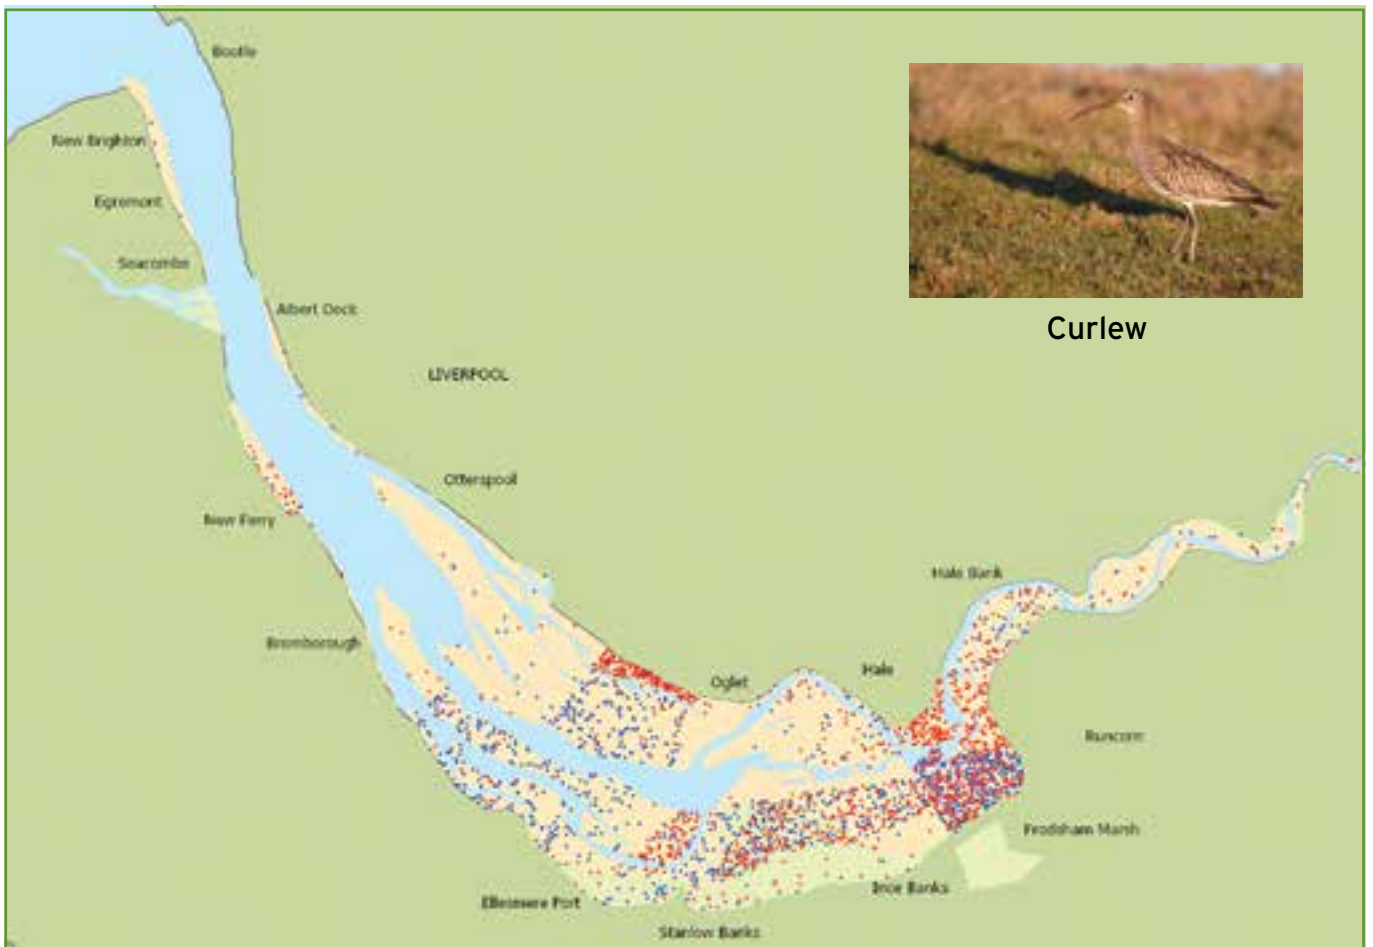 Bootle
New Brighton
Egremont
Seacombe
Albert Dock
Curlew
LIVERPOOL
Otterspool
New Ferry
Hale Bank
Bromborough
Oglet
Hale
Runcorn
Frodsham Marsh
Ince Banks
Ellesmere Port
Stanlow Banks